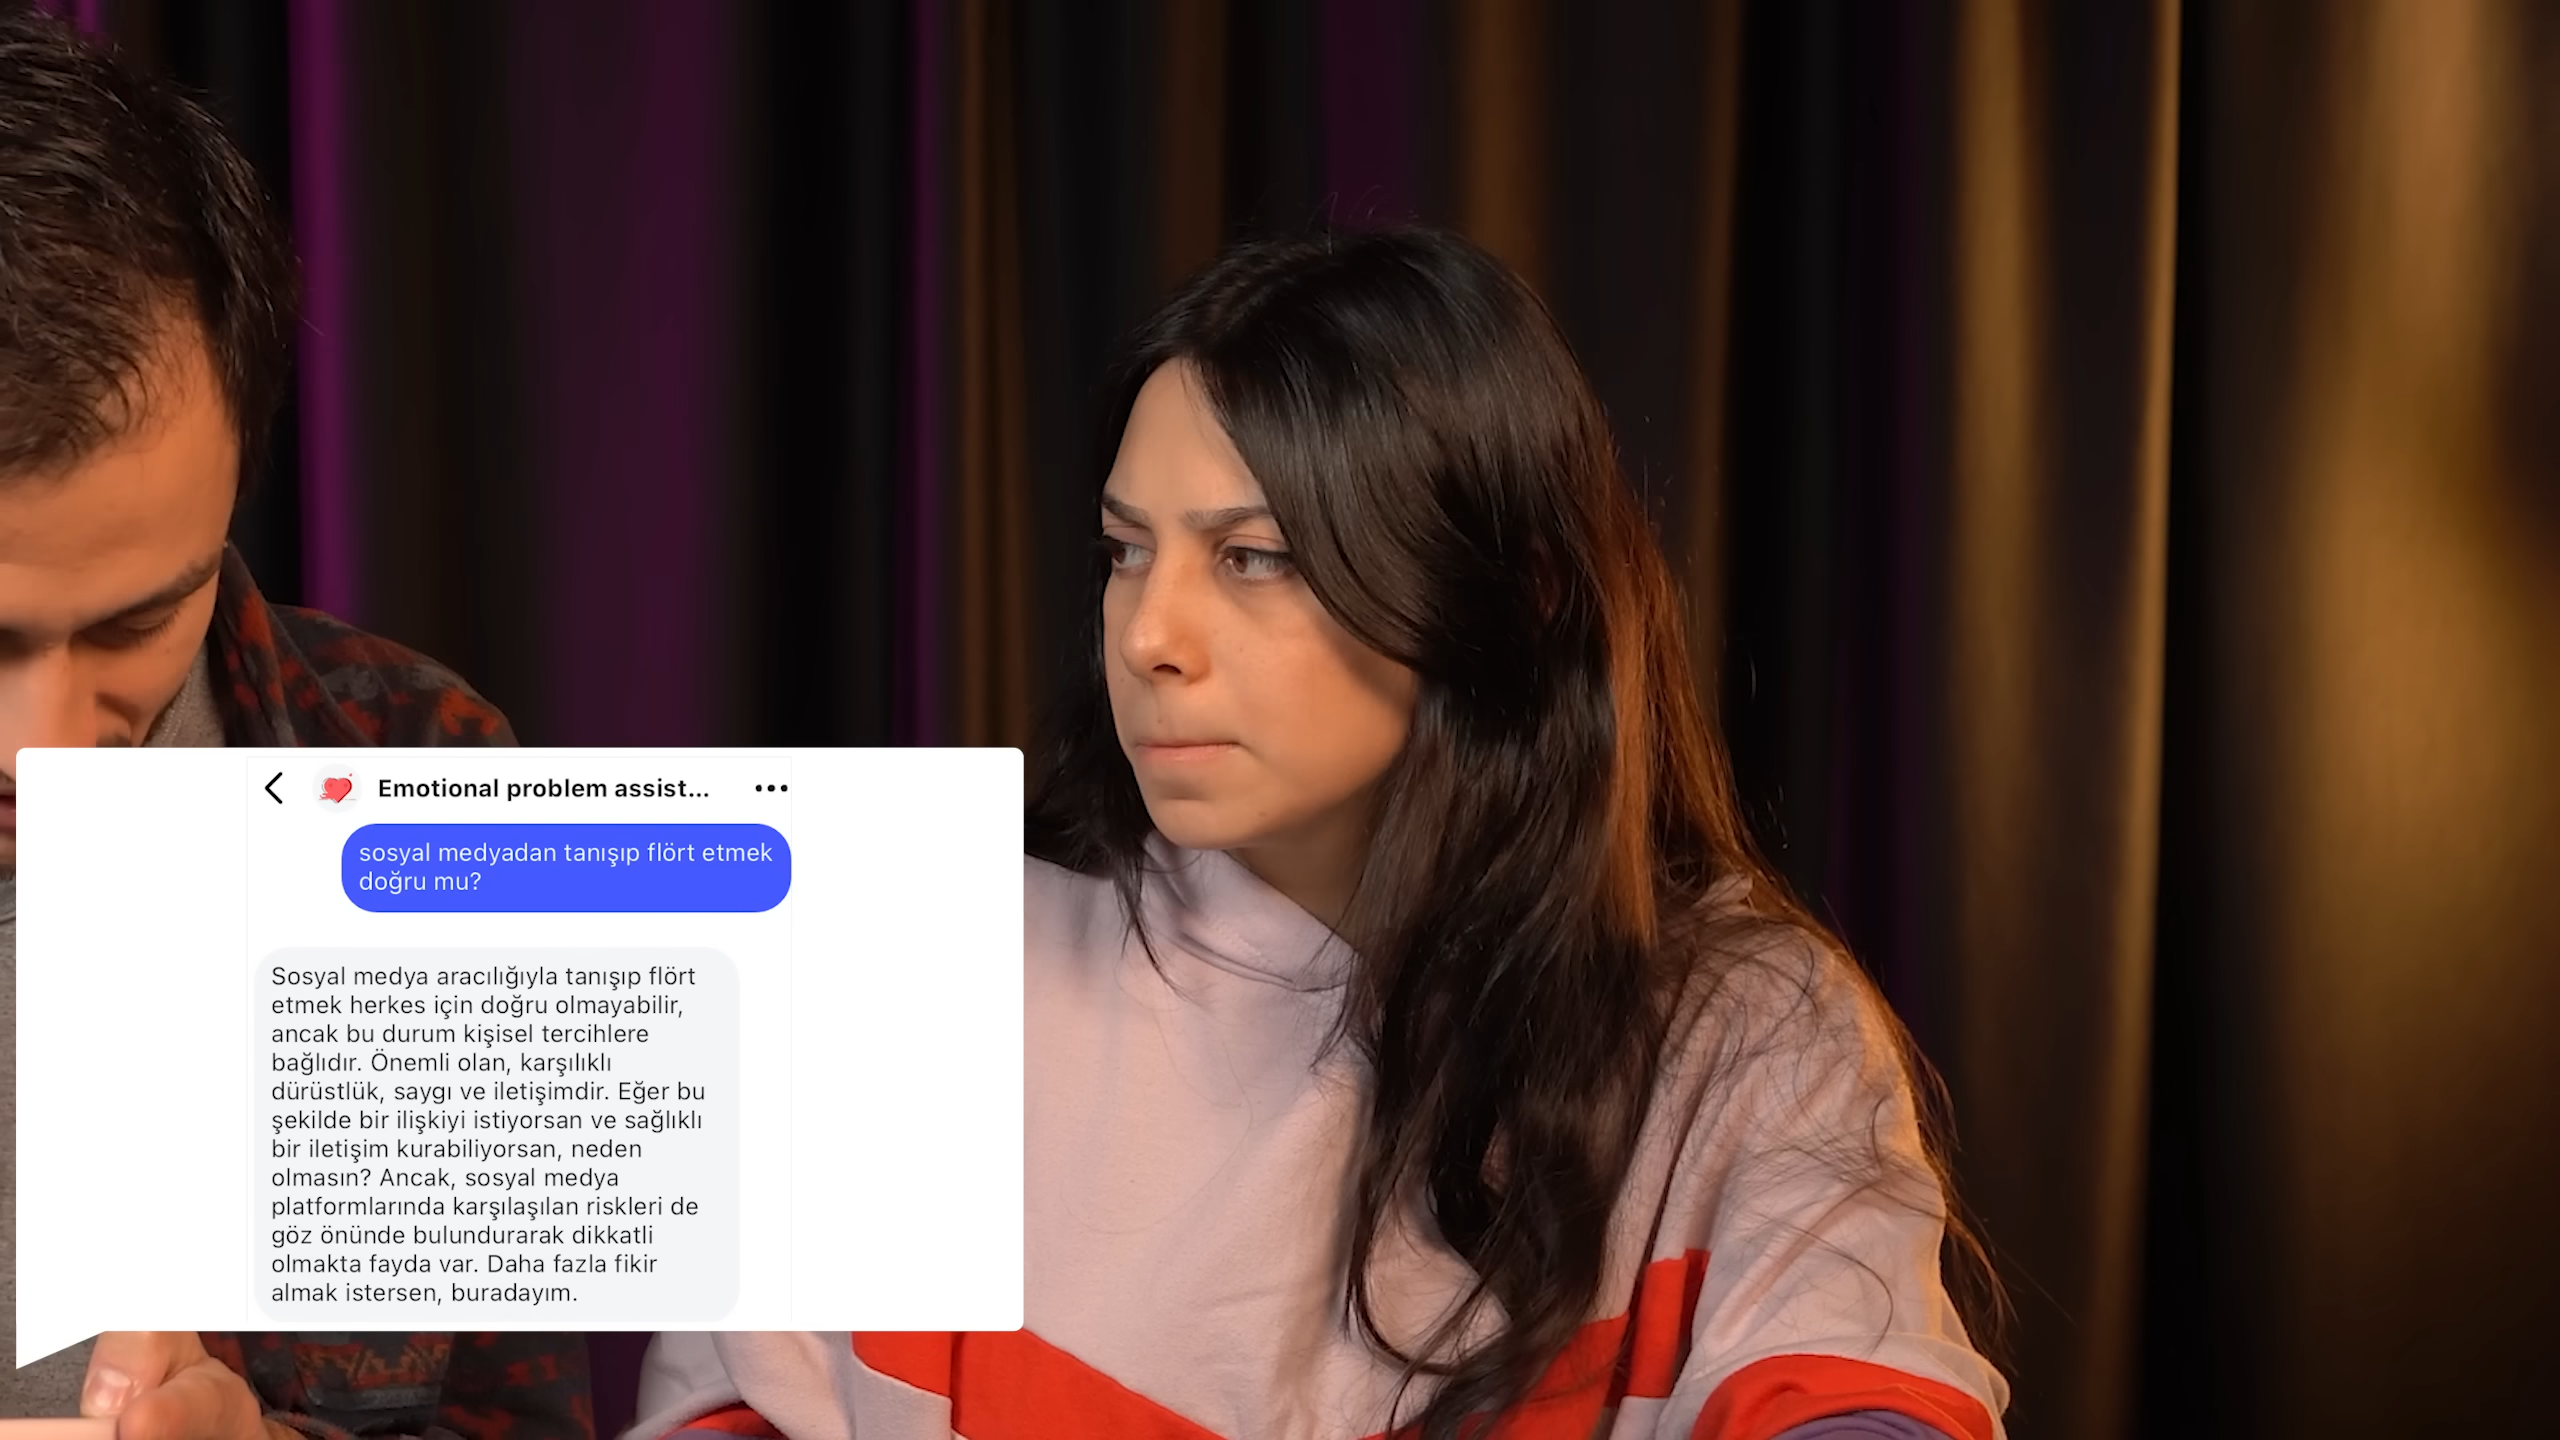 Emotional problem assist...
sosyal medyadan tanışıp flört etmek
doğru mu?
Sosyal medya aracılığıyla tanışıp flört
etmek herkes için doğru olmayabilir,
ancak bu durum kişisel tercihlere
bağlıdır. Önemli olan, karşılıklı
dürüstlük, saygı ve iletişimdir. Eğer bu
şekilde bir ilişkiyi istiyorsan ve sağlıklı
bir iletişim kurabiliyorsan, neden
olmasın? Ancak, sosyal medya
platformlarında karşılaşılan riskleri de
göz önünde bulundurarak dikkatli
olmakta fayda var. Daha fazla fikir
almak istersen, buradayım.